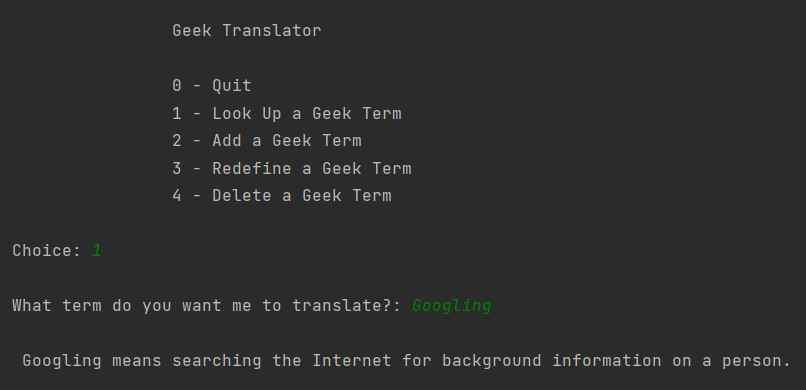 Geek Translator
0 - Quit
1 - Look Up a Geek Term
2 - Add a Geek Term
3 - Redefine a Geek Term
4 - Delete a Geek Term
Choice: 1
What term do you want me to translate?: Googling
Googling means searching the Internet for background information on a person.